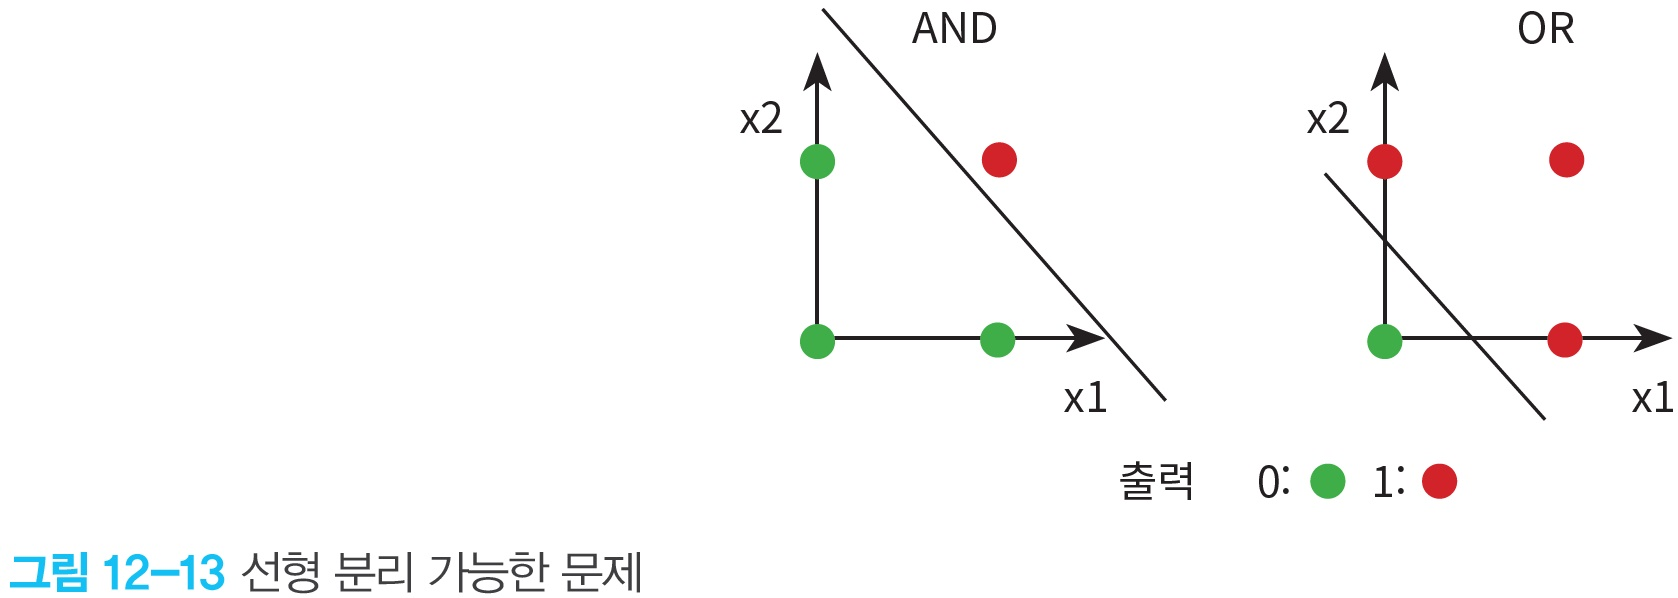 AND
OR
x2
x2
x1
x1
출력 0: 1:
그림 12-13 선형 분리 가능한 문제